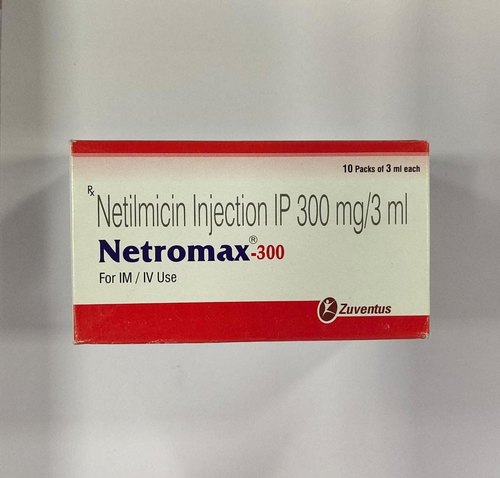 10 Packs of 3 ml each
Rx Netilmicin Injection IP 300 mg/3 ml
Netromax®-300
For IM / IV Use
Zuventus